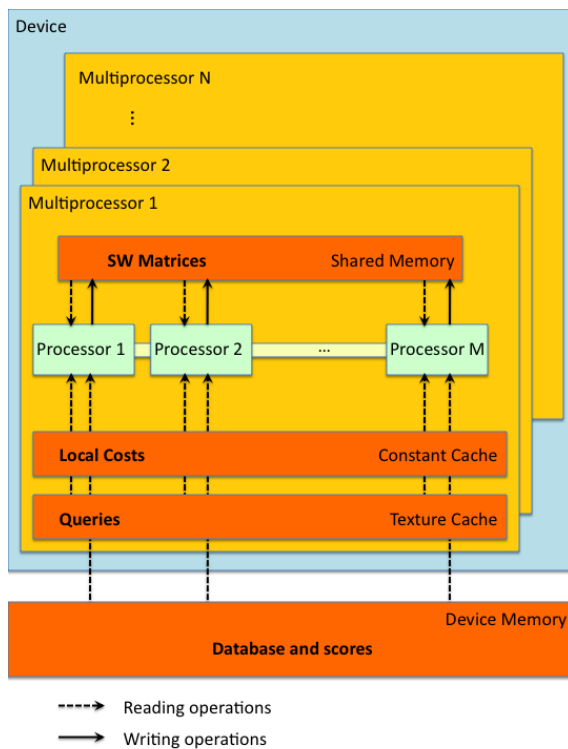 Device
Multiprocessor N
⋮
Multiprocessor 2
Multiprocessor 1
SW Matrices Shared Memory
Processor 1 Processor 2 ... Processor M
Local Costs Constant Cache
Queries Texture Cache
Device Memory
Database and scores
Reading operations
Writing operations